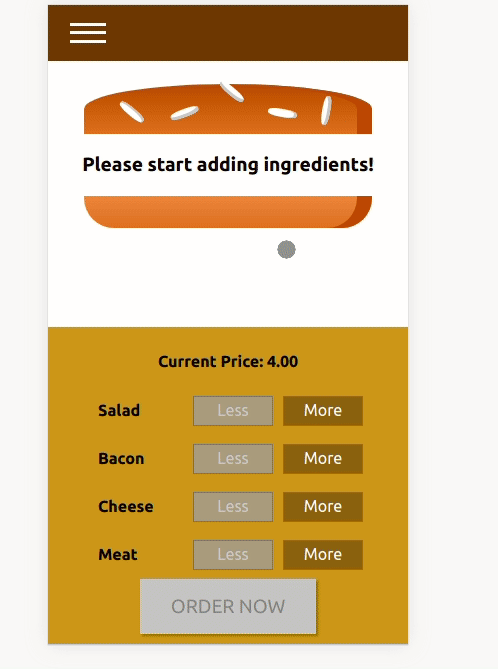 Please start adding ingredients!
Current Price: 4.00
Salad Less More
Bacon Less More
Cheese Less More
Meat Less More
ORDER NOW